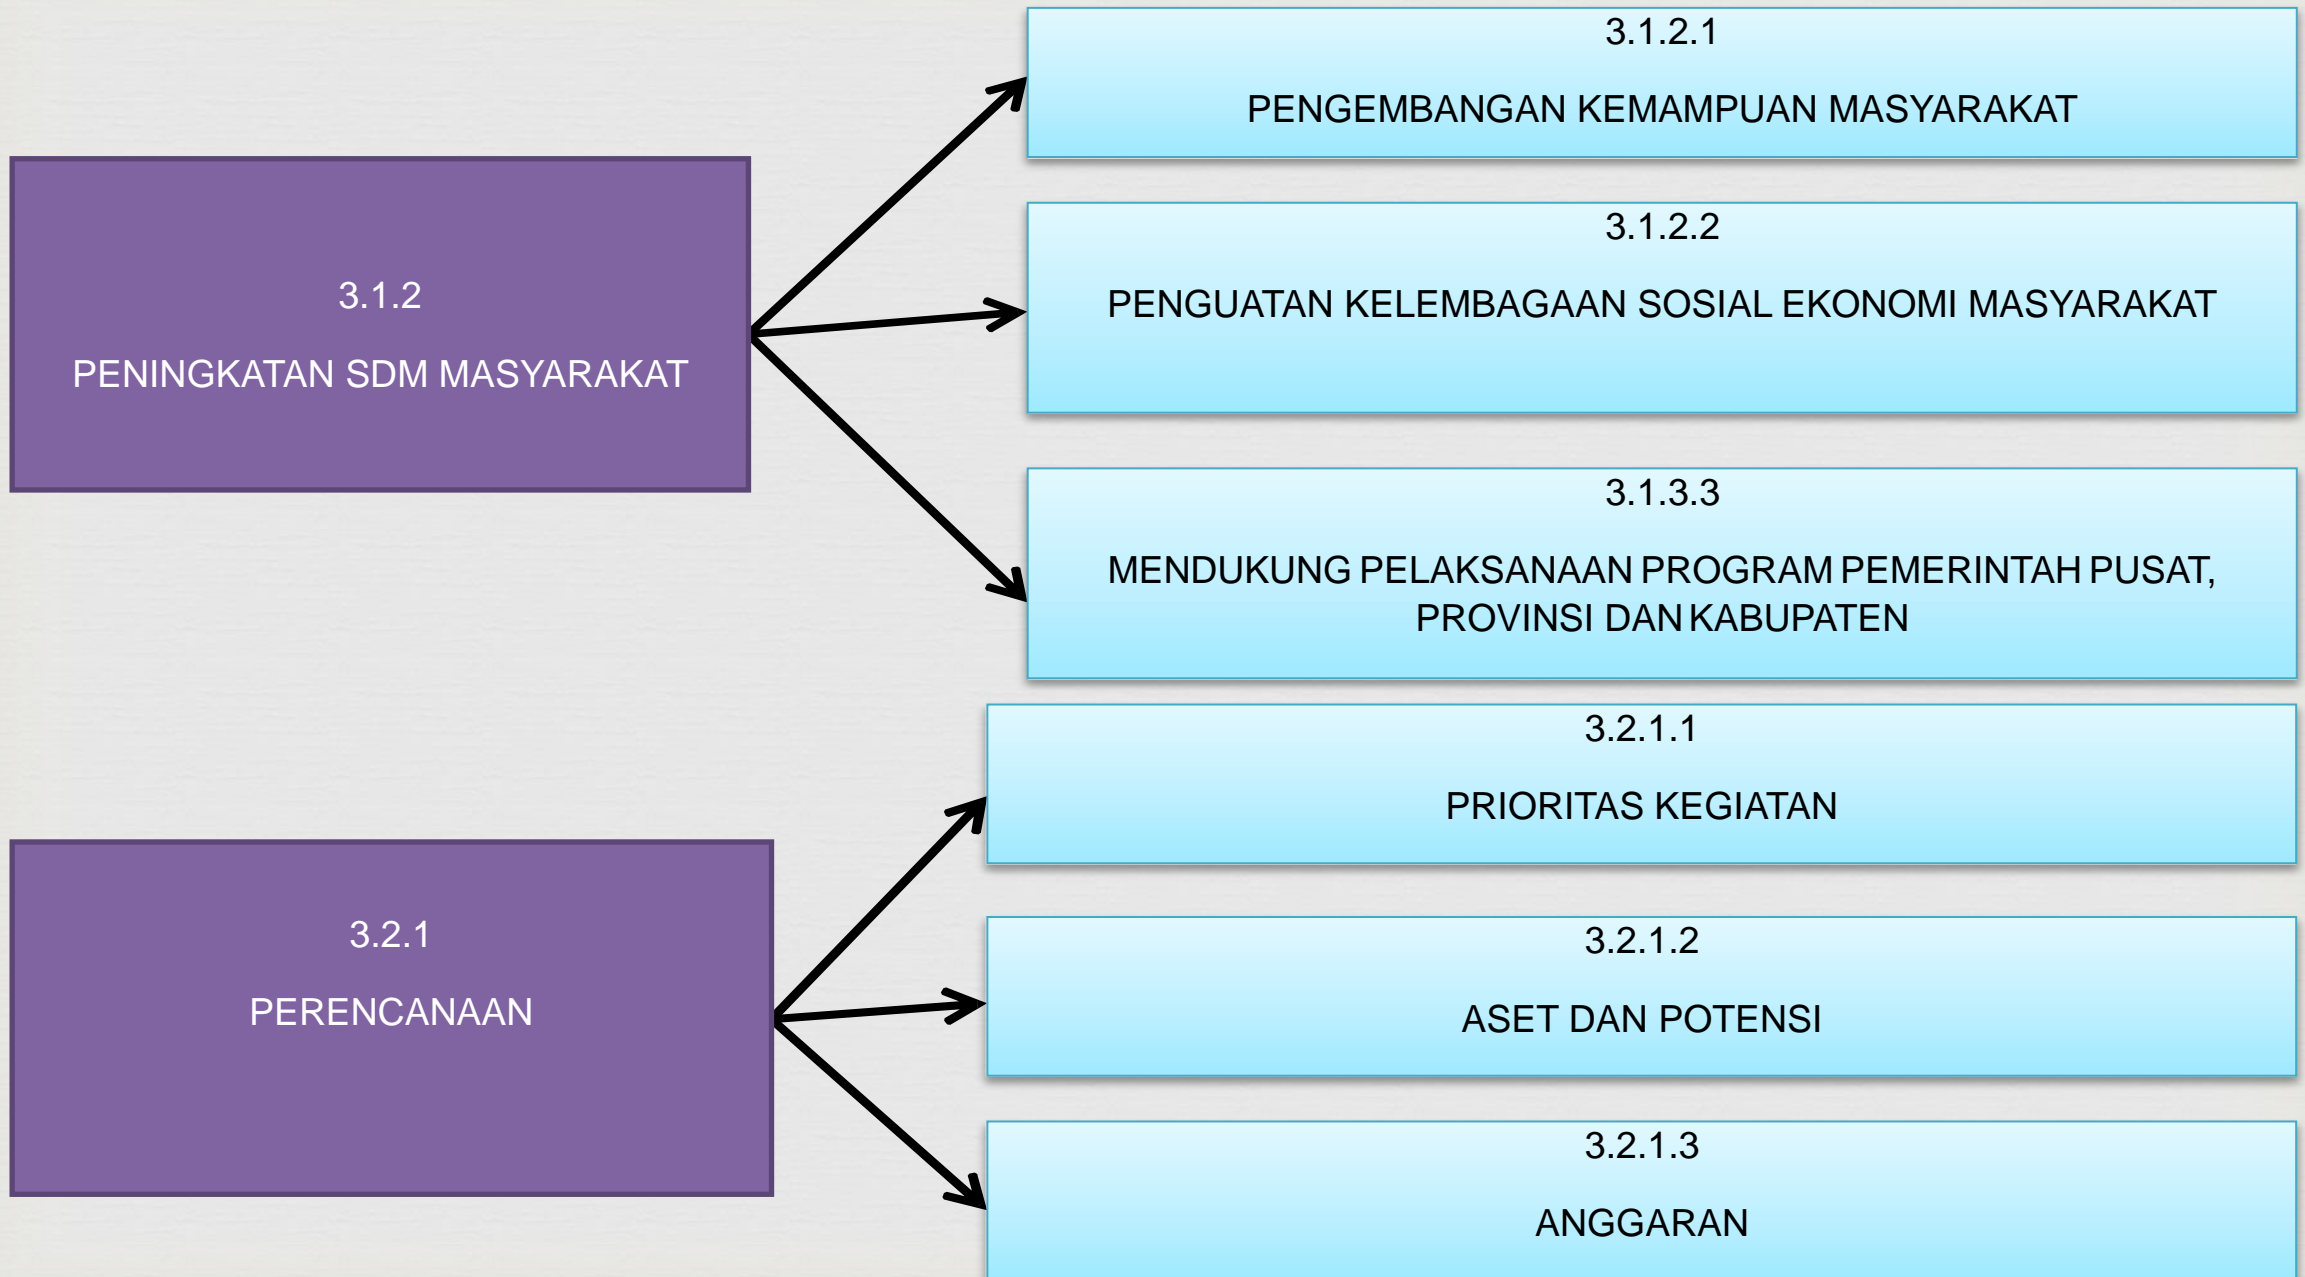 3.1.2
PENINGKATAN SDM MASYARAKAT
3.1.2.1
PENGEMBANGAN KEMAMPUAN MASYARAKAT
3.1.2.2
PENGUATAN KELEMBAGAAN SOSIAL EKONOMI MASYARAKAT
3.1.3.3
MENDUKUNG PELAKSANAAN PROGRAM PEMERINTAH PUSAT,
PROVINSI DAN KABUPATEN
3.2.1
PERENCANAAN
3.2.1.1
PRIORITAS KEGIATAN
3.2.1.2
ASET DAN POTENSI
3.2.1.3
ANGGARAN